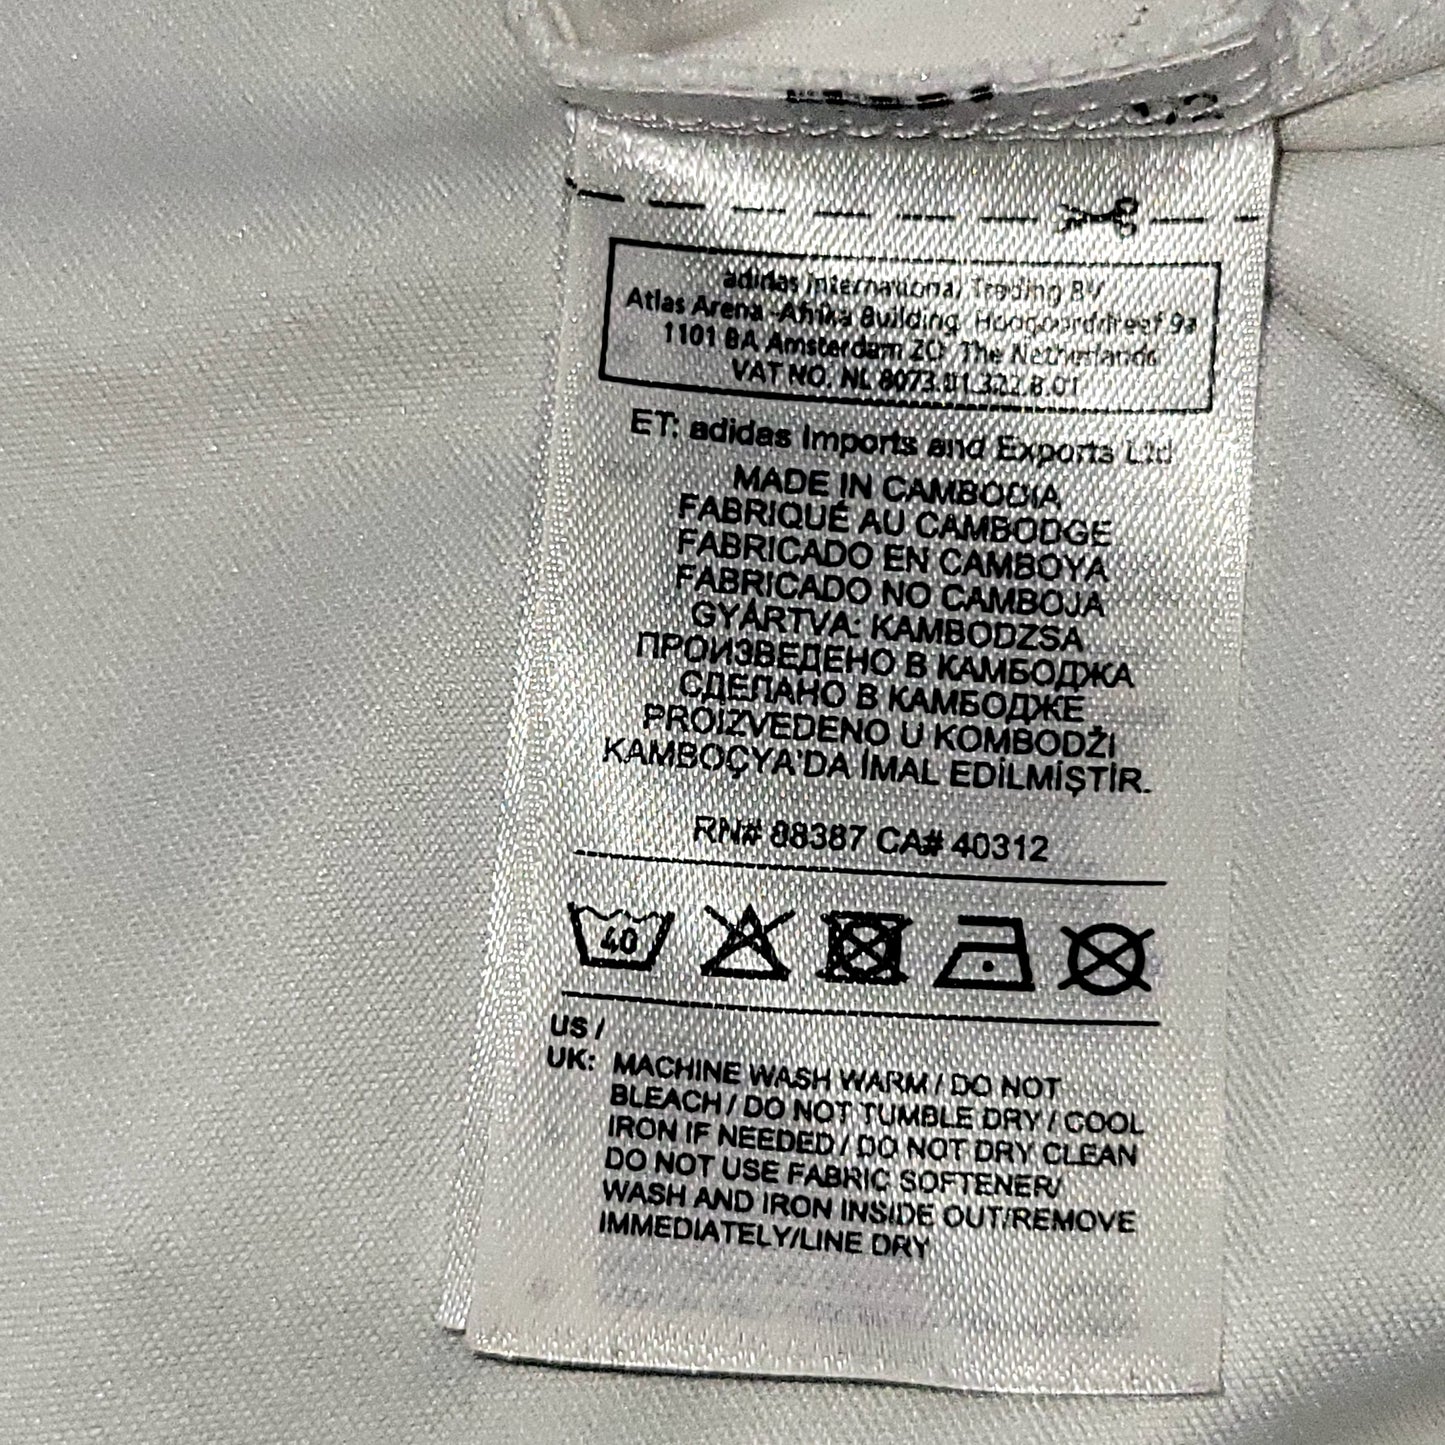 1/2
adidas International Trading BV
Atlas Arena -Afrika Building, Hoogoorddreef 9a
1101 BA Amsterdam ZO, The Netherlands
VAT NO. NL 8073.01.322.B.01
ET: adidas Imports and Exports Ltd
MADE IN CAMBODIA
FABRIQUÉ AU CAMBODGE
FABRICADO EN CAMBOYA
FABRICADO NO CAMBOJA
GYÁRTVA: KAMBODZSA
ПРОИЗВЕДЕНО В КАМБОДЖА
СДЕЛАНО В КАМБОДЖЕ
PROIZVEDENO U KOMBODŽI
KAMBOÇYA'DA İMAL EDİLMİŞTİR.
RN# 88387 CA# 40312
40
US /
UK: MACHINE WASH WARM / DO NOT
BLEACH / DO NOT TUMBLE DRY / COOL
IRON IF NEEDED / DO NOT DRY CLEAN
DO NOT USE FABRIC SOFTENER/
WASH AND IRON INSIDE OUT/REMOVE
IMMEDIATELY/LINE DRY